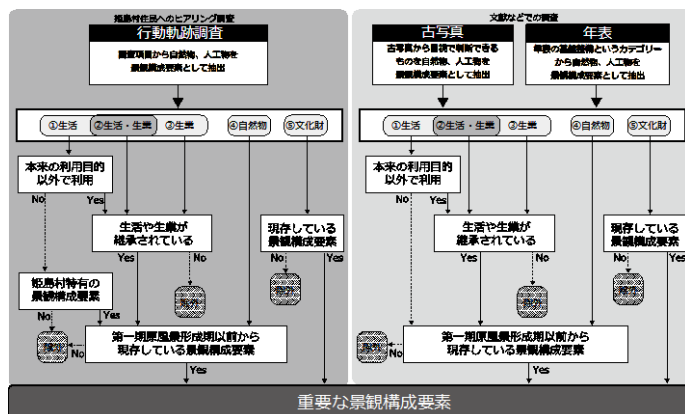 姫島村住民へのヒアリング調査
行動軌跡調査
調査項目から自然物、人工物を
景観構成要素として抽出
①生活
②生活・生業
③生業
④自然物
⑤文化財
本来の利用目的
以外で利用
No
Yes
生活や生業が
継承されている
Yes
No
現存している
景観構成要素
No
Yes
除外
除外
姫島村特有の
景観構成要素
No
Yes
除外
No
第一期原風景形成期以前から
現存している景観構成要素
Yes
文献などでの調査
古写真
古写真から目視で判断できる
ものを自然物、人工物を
景観構成要素として抽出
年表
年表の基盤整備というカテゴリー
から自然物、人工物を
景観構成要素として抽出
①生活
②生活・生業
③生業
④自然物
⑤文化財
本来の利用目的
以外で利用
No
Yes
生活や生業が
継承されている
Yes
No
現存している
景観構成要素
No
Yes
除外
除外
除外
No
第一期原風景形成期以前から
現存している景観構成要素
Yes
重要な景観構成要素